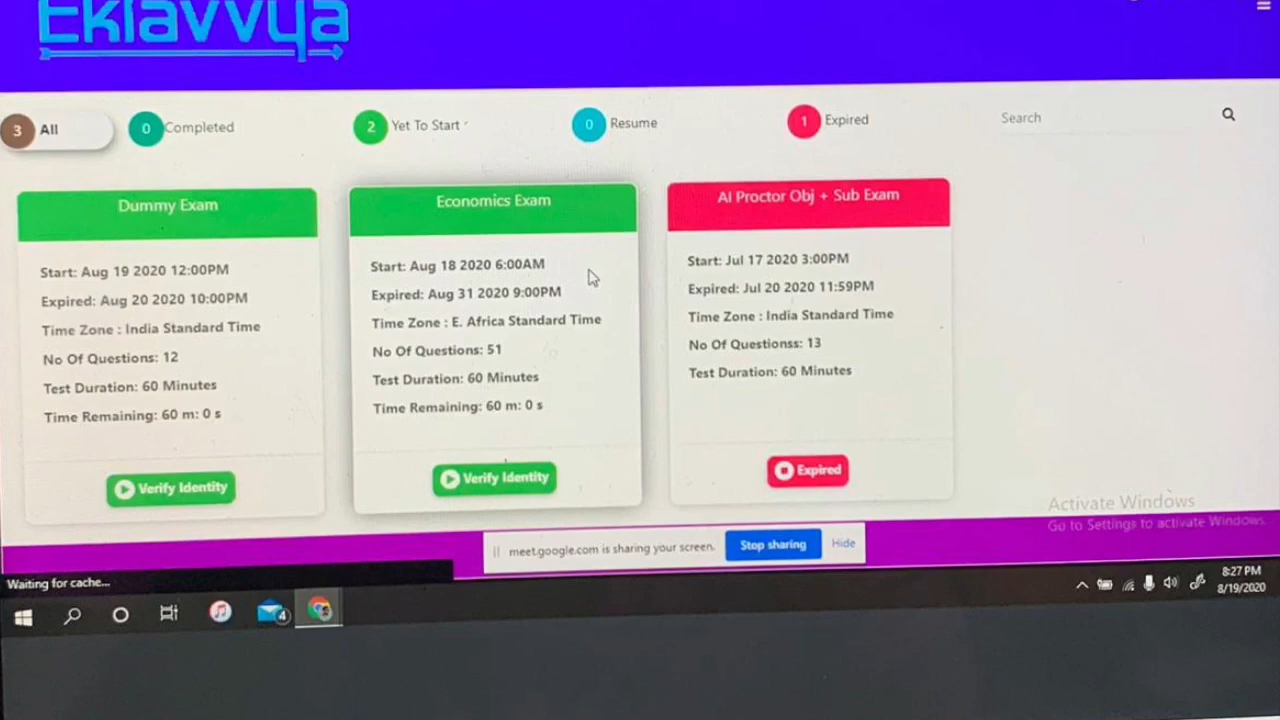 Eklavvya
3 All
0 Completed
2 Yet To Start
0 Resume
1 Expired
Search
Dummy Exam
Start: Aug 19 2020 12:00PM
Expired: Aug 20 2020 10:00PM
Time Zone : India Standard Time
No Of Questions: 12
Test Duration: 60 Minutes
Time Remaining: 60 m: 0 s
Verify Identity
Economics Exam
Start: Aug 18 2020 6:00AM
Expired: Aug 31 2020 9:00PM
Time Zone : E. Africa Standard Time
No Of Questions: 51
Test Duration: 60 Minutes
Time Remaining: 60 m: 0 s
Verify Identity
AI Proctor Obj + Sub Exam
Start: Jul 17 2020 3:00PM
Expired: Jul 20 2020 11:59PM
Time Zone : India Standard Time
No Of Questionss: 13
Test Duration: 60 Minutes
Expired
Activate Windows
Go to Settings to activate Windows.
meet.google.com is sharing your screen.
Stop sharing
Hide
Waiting for cache...
4
8:27 PM
8/19/2020